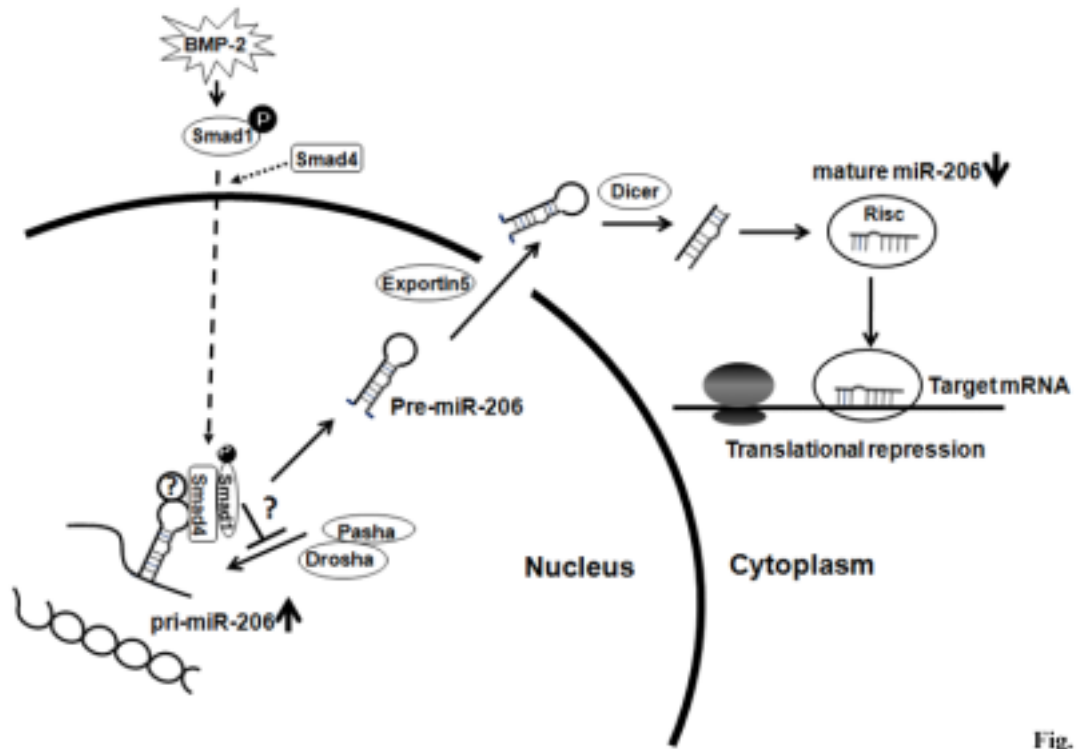 BMP-2
P
Smad1
Smad4
mature miR-206
Dicer
Risc
Exportin5
Pre-miR-206
Target mRNA
Translational repression
P
?
Smad4
Smad1
?
Pasha
Drosha
Nucleus
Cytoplasm
pri-miR-206
Fig.